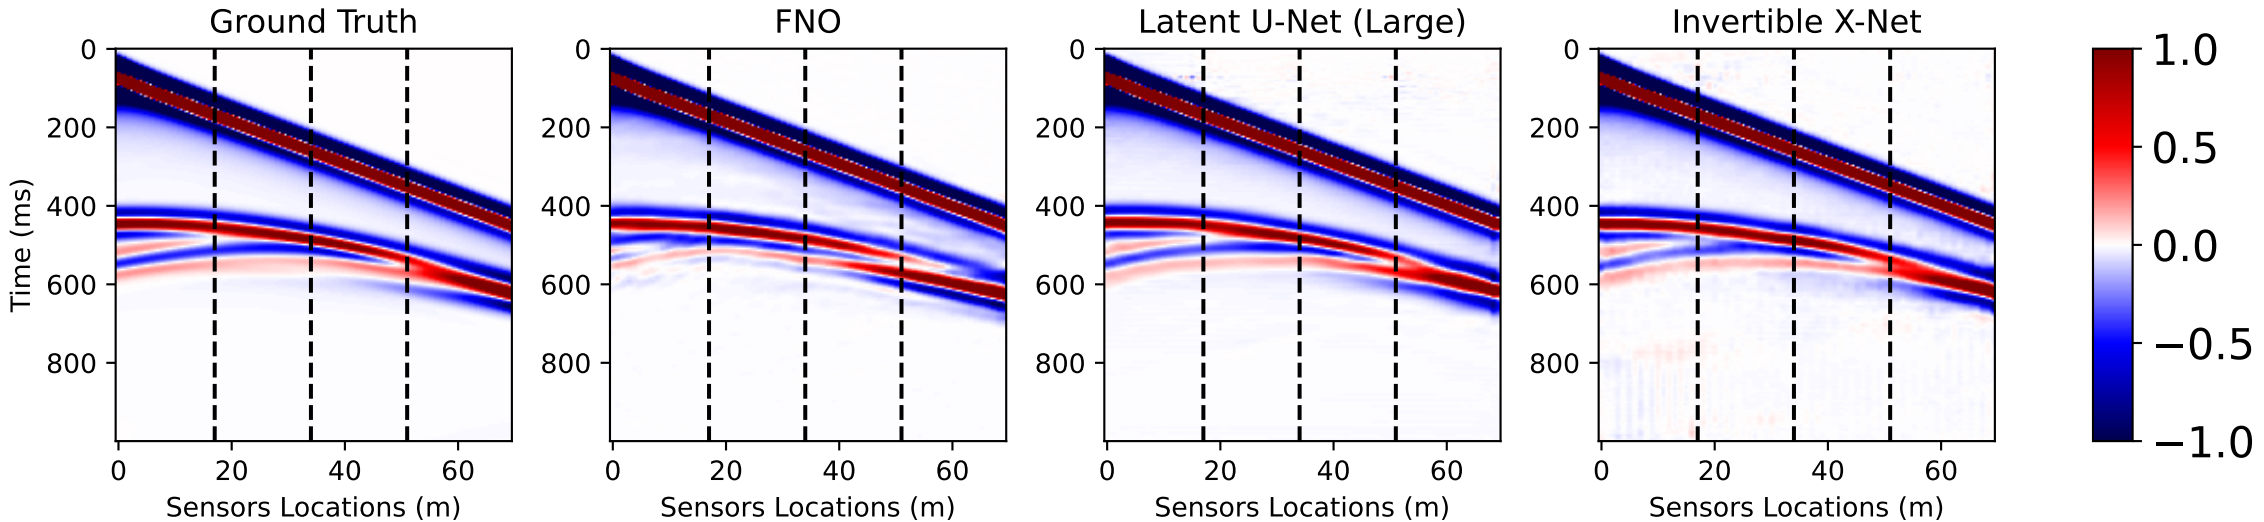 Ground Truth
FNO
Latent U-Net (Large)
Invertible X-Net
0
200
400
600
800
Time (ms)
0 20 40 60
Sensors Locations (m)
0
200
400
600
800
0 20 40 60
Sensors Locations (m)
0
200
400
600
800
0 20 40 60
Sensors Locations (m)
0
200
400
600
800
0 20 40 60
Sensors Locations (m)
1.0
0.5
0.0
−0.5
−1.0